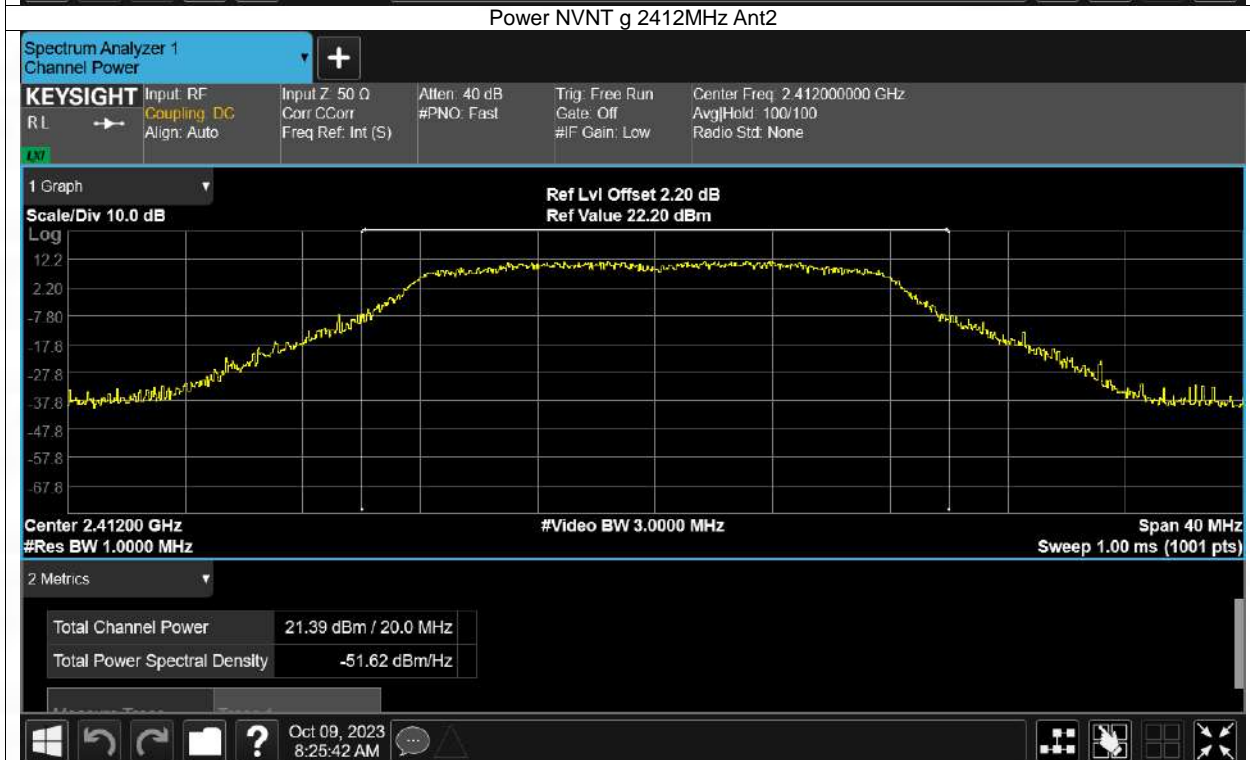 Power NVNT g 2412MHz Ant2
Spectrum Analyzer 1
Channel Power
KEYSIGHT Input: RF Input Z: 50 Ω Atten: 40 dB Trig: Free Run Center Freq: 2.412000000 GHz
RL Coupling: DC Corr CCorr #PNO: Fast Gate: Off Avg|Hold: 100/100
Align: Auto Freq Ref: Int (S) #IF Gain: Low Radio Std: None
LXI
1 Graph
Ref Lvl Offset 2.20 dB
Scale/Div 10.0 dB Ref Value 22.20 dBm
Log
12.2
2.20
-7.80
-17.8
-27.8
-37.8
-47.8
-57.8
-67.8
Center 2.41200 GHz #Video BW 3.0000 MHz Span 40 MHz
#Res BW 1.0000 MHz Sweep 1.00 ms (1001 pts)
2 Metrics
Total Channel Power 21.39 dBm / 20.0 MHz
Total Power Spectral Density -51.62 dBm/Hz
? Oct 09, 2023
8:25:42 AM